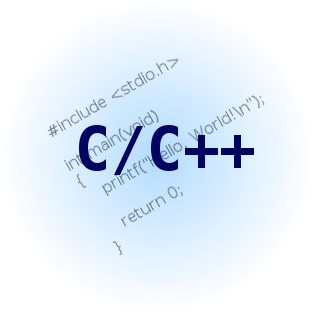 #include <stdio.h>
int main(void)
{
printf("Hello, World!\n");
return 0;
}
C/C++